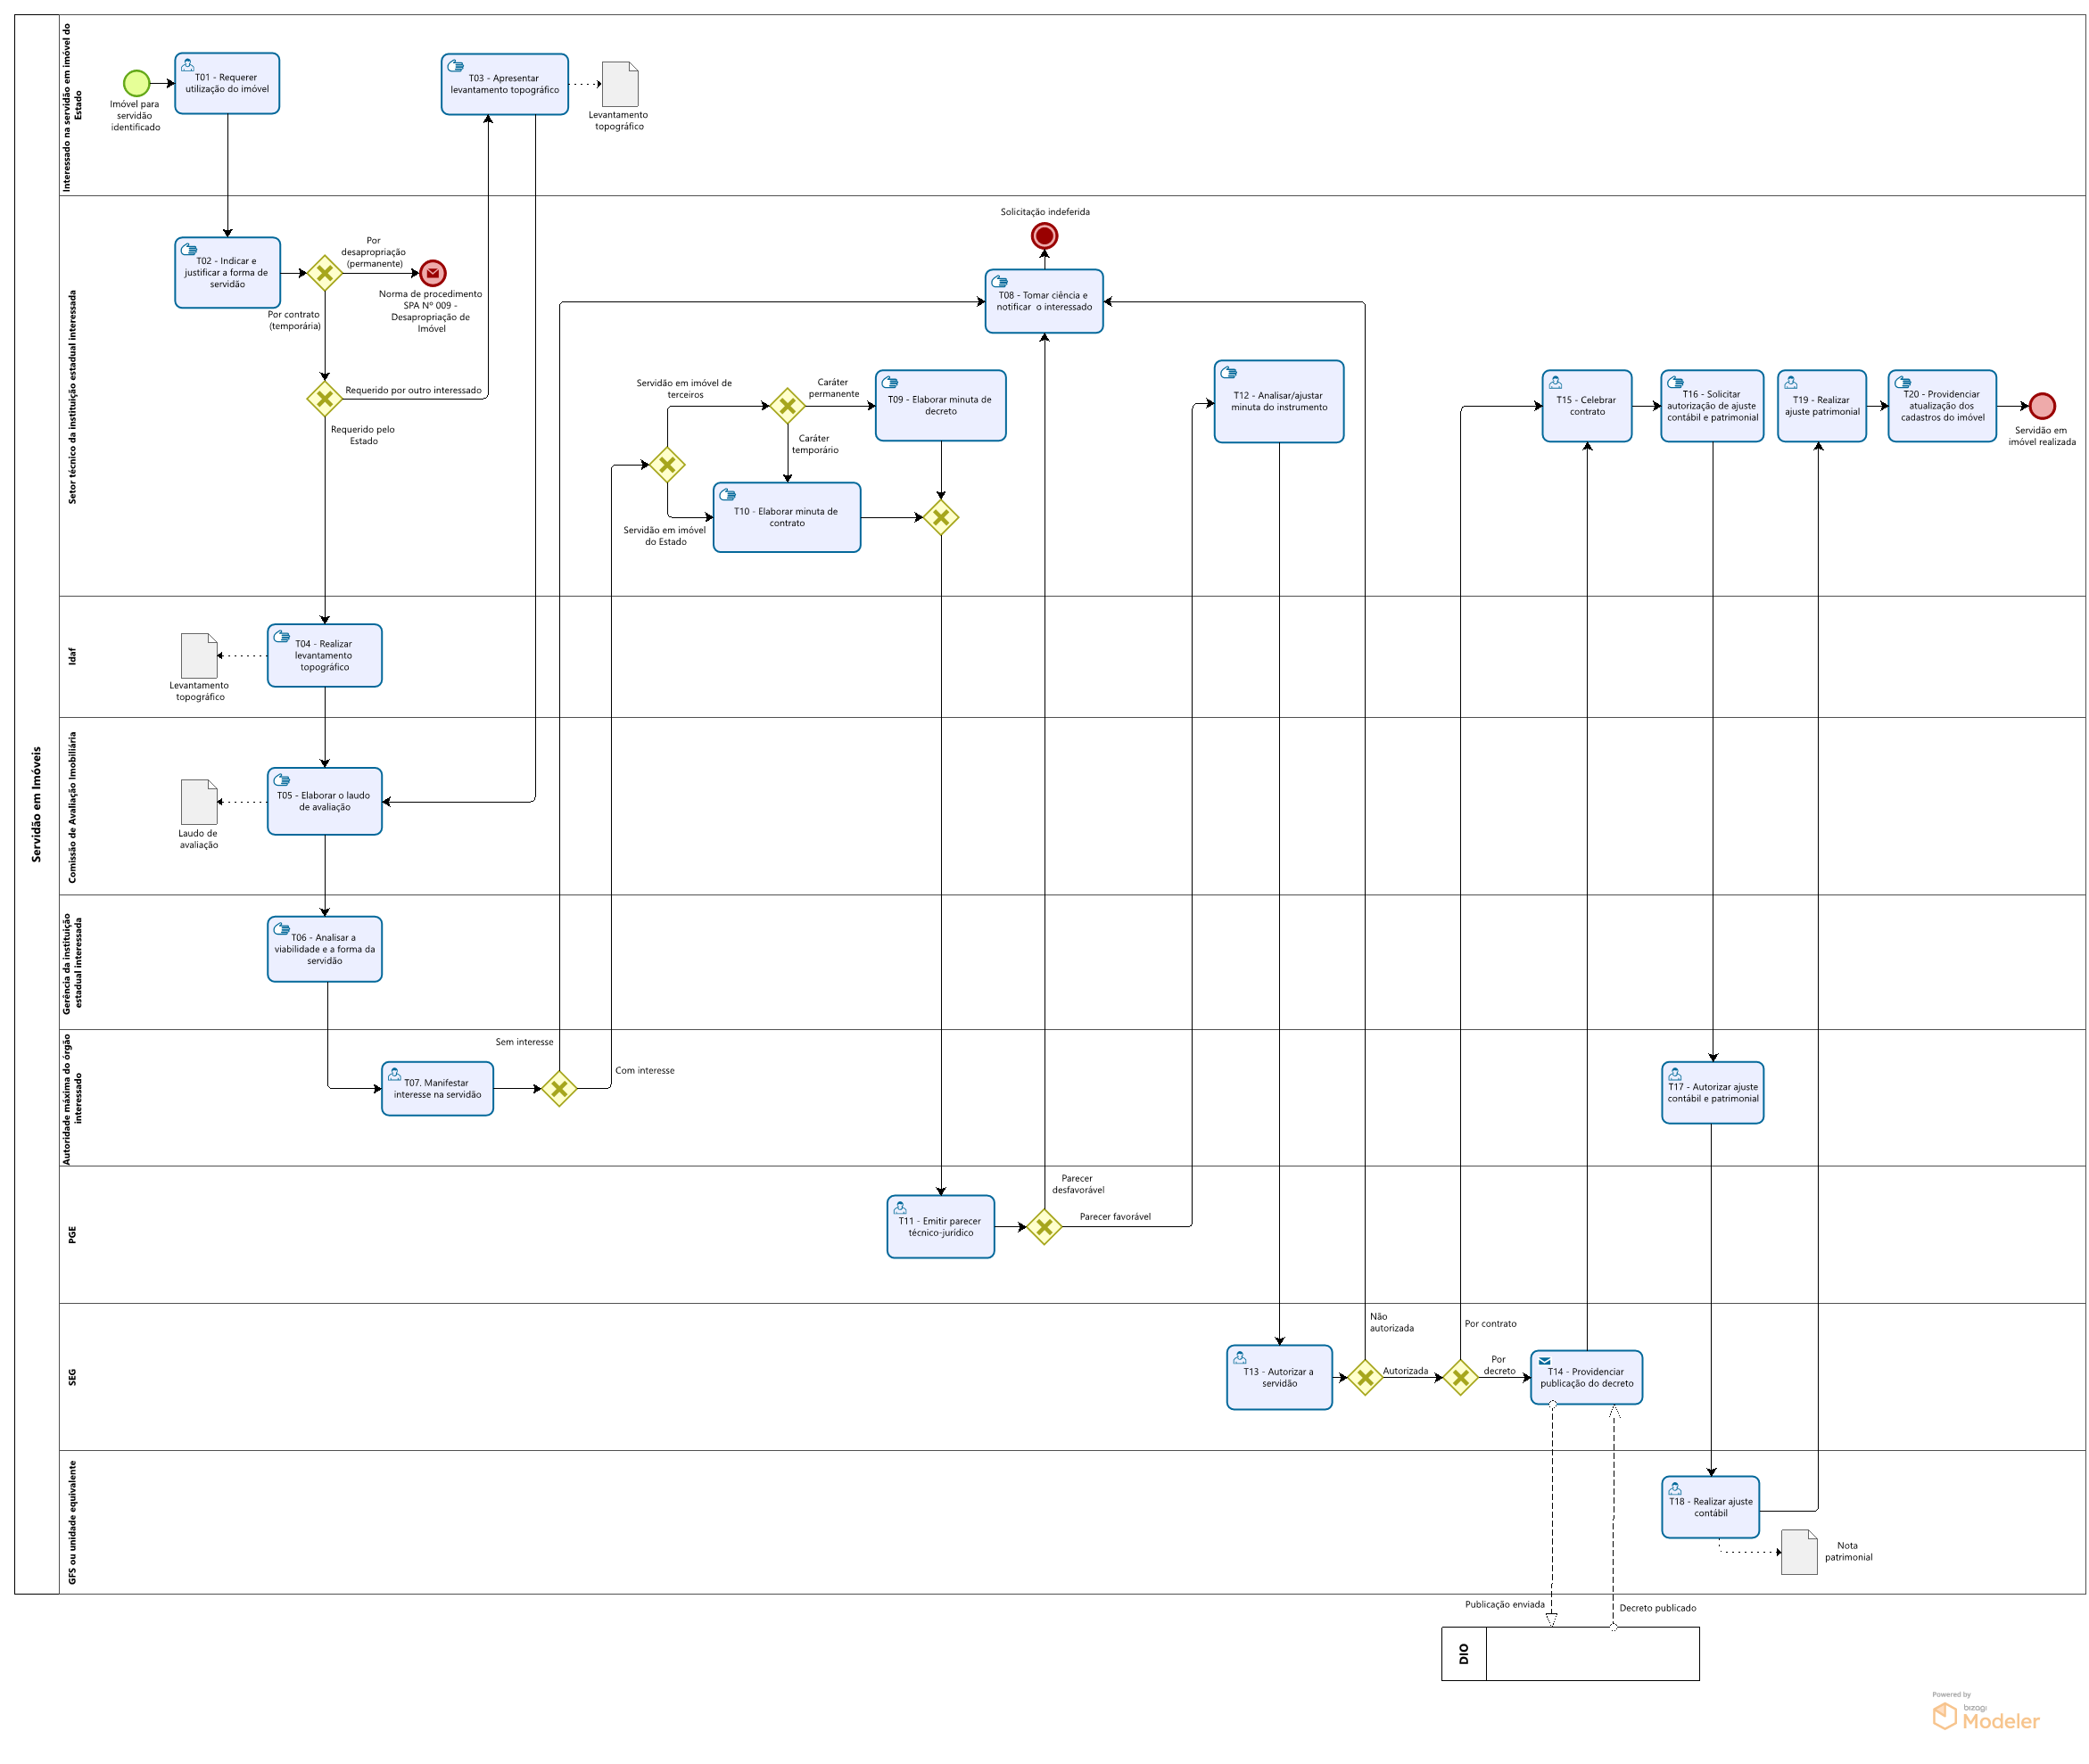 Servidão em Imóveis
Interessado na servidão em imóvel do
Estado
Imóvel para
servidão
identificado
T01 - Requerer
utilização do imóvel
T03 - Apresentar
levantamento topográfico
Levantamento
topográfico
Setor técnico da instituição estadual interessada
T02 - Indicar e
justificar a forma de
servidão
Por
desapropriação
(permanente)
Norma de procedimento
SPA Nº 009 -
Desapropriação de
Imóvel
Por contrato
(temporária)
Requerido por outro interessado
Requerido pelo
Estado
Solicitação indeferida
T08 - Tomar ciência e
notificar o interessado
Servidão em imóvel de
terceiros
Caráter
permanente
T09 - Elaborar minuta de
decreto
Caráter
temporário
T10 - Elaborar minuta de
contrato
Servidão em imóvel
do Estado
T12 - Analisar/ajustar
minuta do instrumento
T15 - Celebrar
contrato
T16 - Solicitar
autorização de ajuste
contábil e patrimonial
T19 - Realizar
ajuste patrimonial
T20 - Providenciar
atualização dos
cadastros do imóvel
Servidão em
imóvel realizada
Idaf
T04 - Realizar
levantamento
topográfico
Levantamento
topográfico
Comissão de Avaliação Imobiliária
T05 - Elaborar o laudo
de avaliação
Laudo de
avaliação
Gerência da instituição
estadual interessada
T06 - Analisar a
viabilidade e a forma da
servidão
Autoridade máxima do órgão
interessado
T07. Manifestar
interesse na servidão
Sem interesse
Com interesse
T17 - Autorizar ajuste
contábil e patrimonial
PGE
T11 - Emitir parecer
técnico-jurídico
Parecer
desfavorável
Parecer favorável
SEG
T13 - Autorizar a
servidão
Não
autorizada
Autorizada
Por contrato
Por
decreto
T14 - Providenciar
publicação do decreto
GFS ou unidade equivalente
T18 - Realizar ajuste
contábil
Nota
patrimonial
Publicação enviada
Decreto publicado
DIO
Powered by
bizagi
Modeler